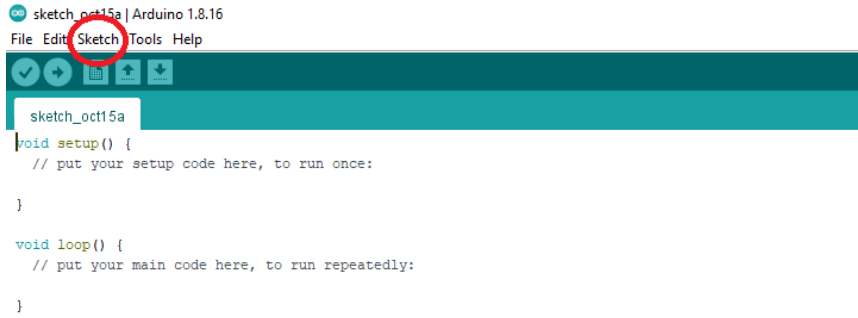 sketch_oct15a | Arduino 1.8.16
File Edit Sketch Tools Help
sketch_oct15a
void setup() {
  // put your setup code here, to run once:
}
void loop() {
  // put your main code here, to run repeatedly:
}